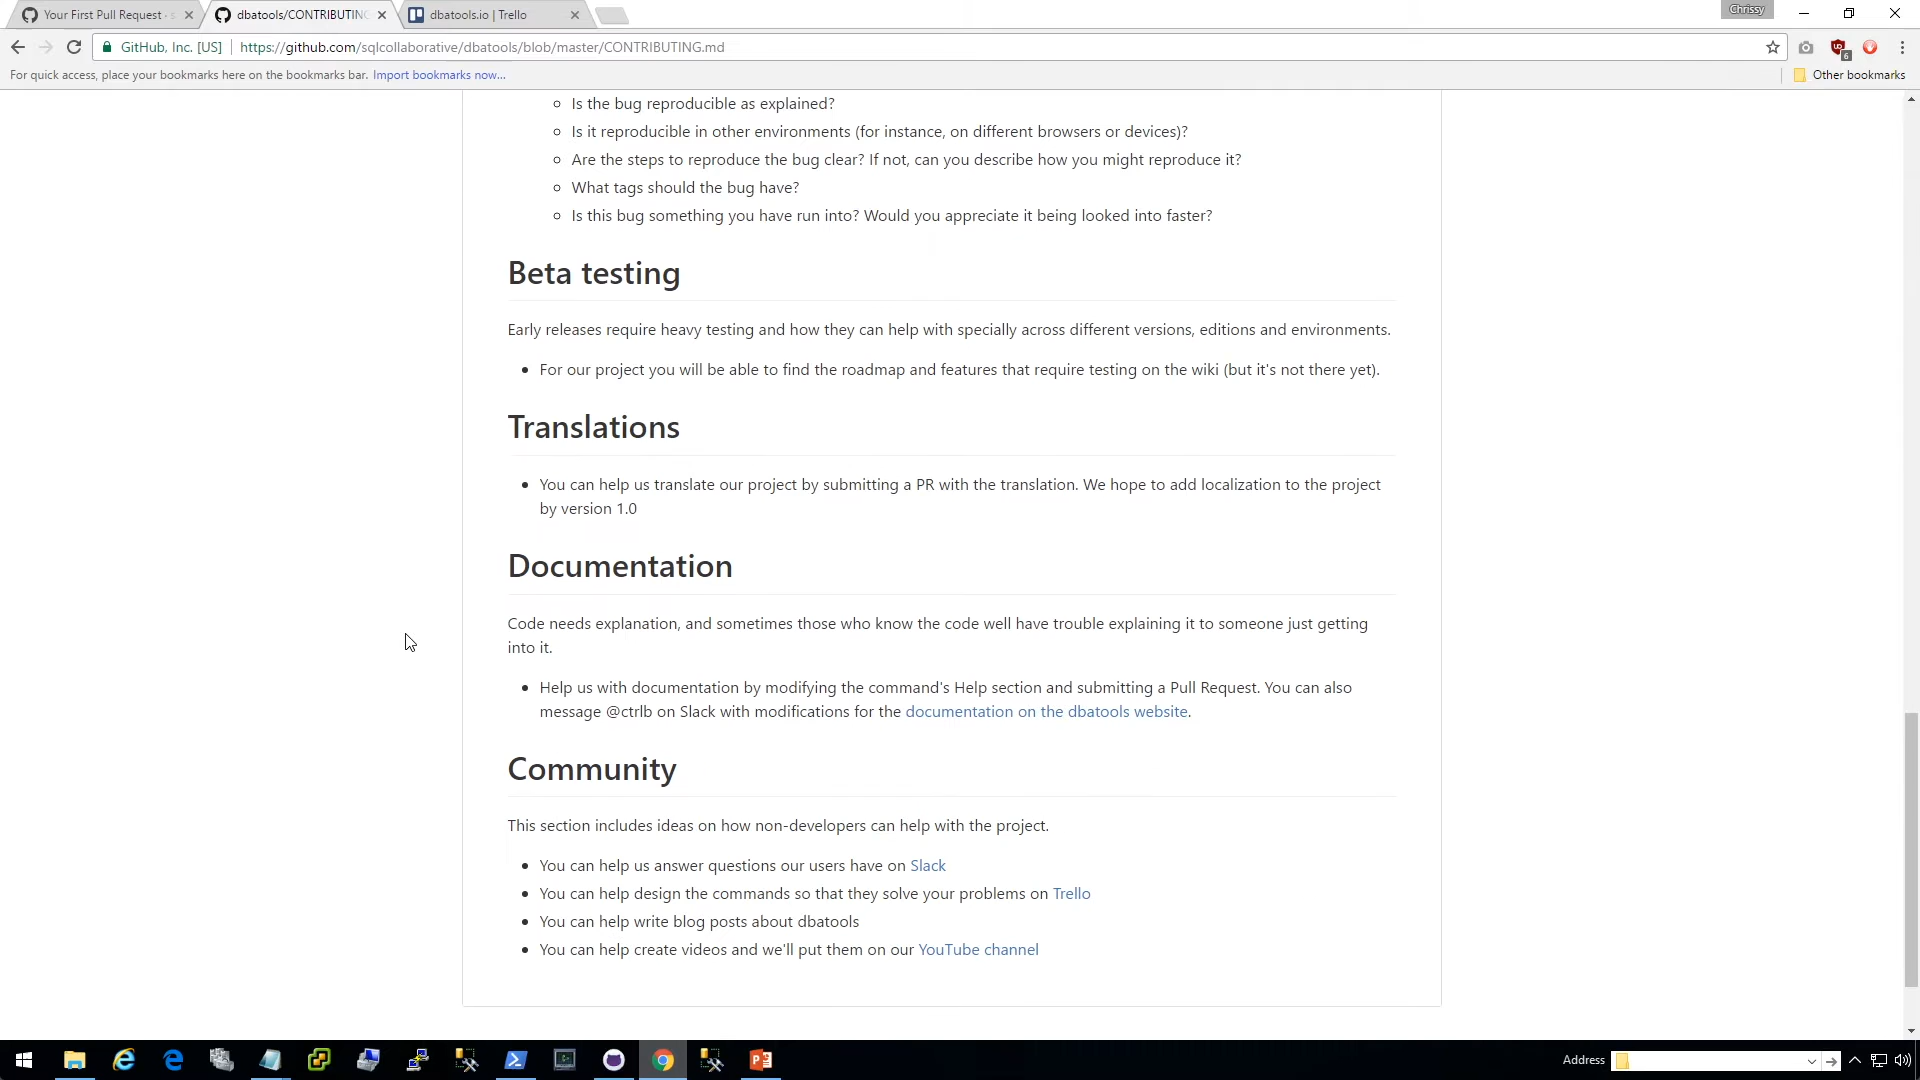 Your First Pull Request - s
dbatools/CONTRIBUTING
dbatools.io | Trello
Chrissy
GitHub, Inc. [US]
https://github.com/sqlcollaborative/dbatools/blob/master/CONTRIBUTING.md
6
For quick access, place your bookmarks here on the bookmarks bar. Import bookmarks now...
Other bookmarks
Is the bug reproducible as explained?
Is it reproducible in other environments (for instance, on different browsers or devices)?
Are the steps to reproduce the bug clear? If not, can you describe how you might reproduce it?
What tags should the bug have?
Is this bug something you have run into? Would you appreciate it being looked into faster?
Beta testing
Early releases require heavy testing and how they can help with specially across different versions, editions and environments.
For our project you will be able to find the roadmap and features that require testing on the wiki (but it's not there yet).
Translations
You can help us translate our project by submitting a PR with the translation. We hope to add localization to the project
by version 1.0
Documentation
Code needs explanation, and sometimes those who know the code well have trouble explaining it to someone just getting
into it.
Help us with documentation by modifying the command's Help section and submitting a Pull Request. You can also
message @ctrlb on Slack with modifications for the documentation on the dbatools website.
Community
This section includes ideas on how non-developers can help with the project.
You can help us answer questions our users have on Slack
You can help design the commands so that they solve your problems on Trello
You can help write blog posts about dbatools
You can help create videos and we'll put them on our YouTube channel
Address